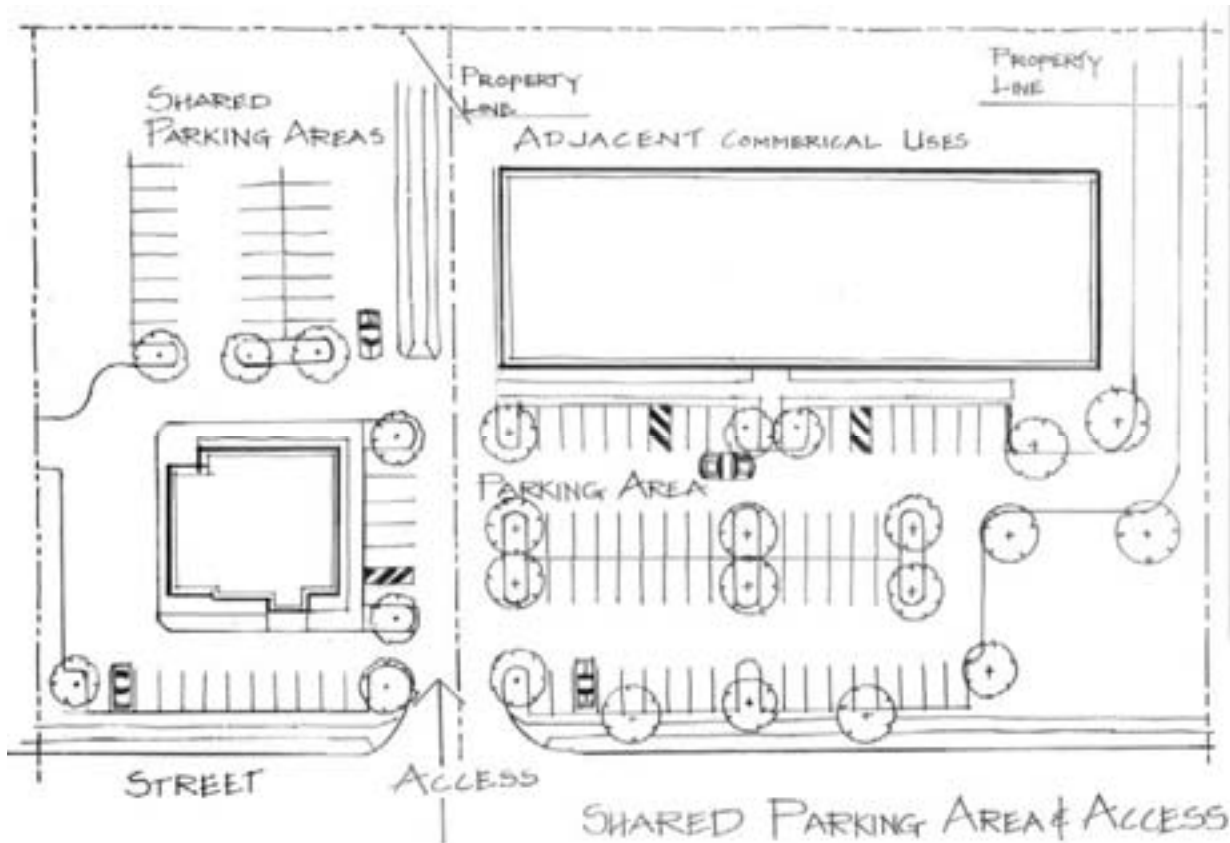 SHARED
PARKING AREAS
PROPERTY
LINE
PROPERTY
LINE
ADJACENT COMMERICAL USES
PARKING AREA
STREET
ACCESS
SHARED PARKING AREA & ACCESS